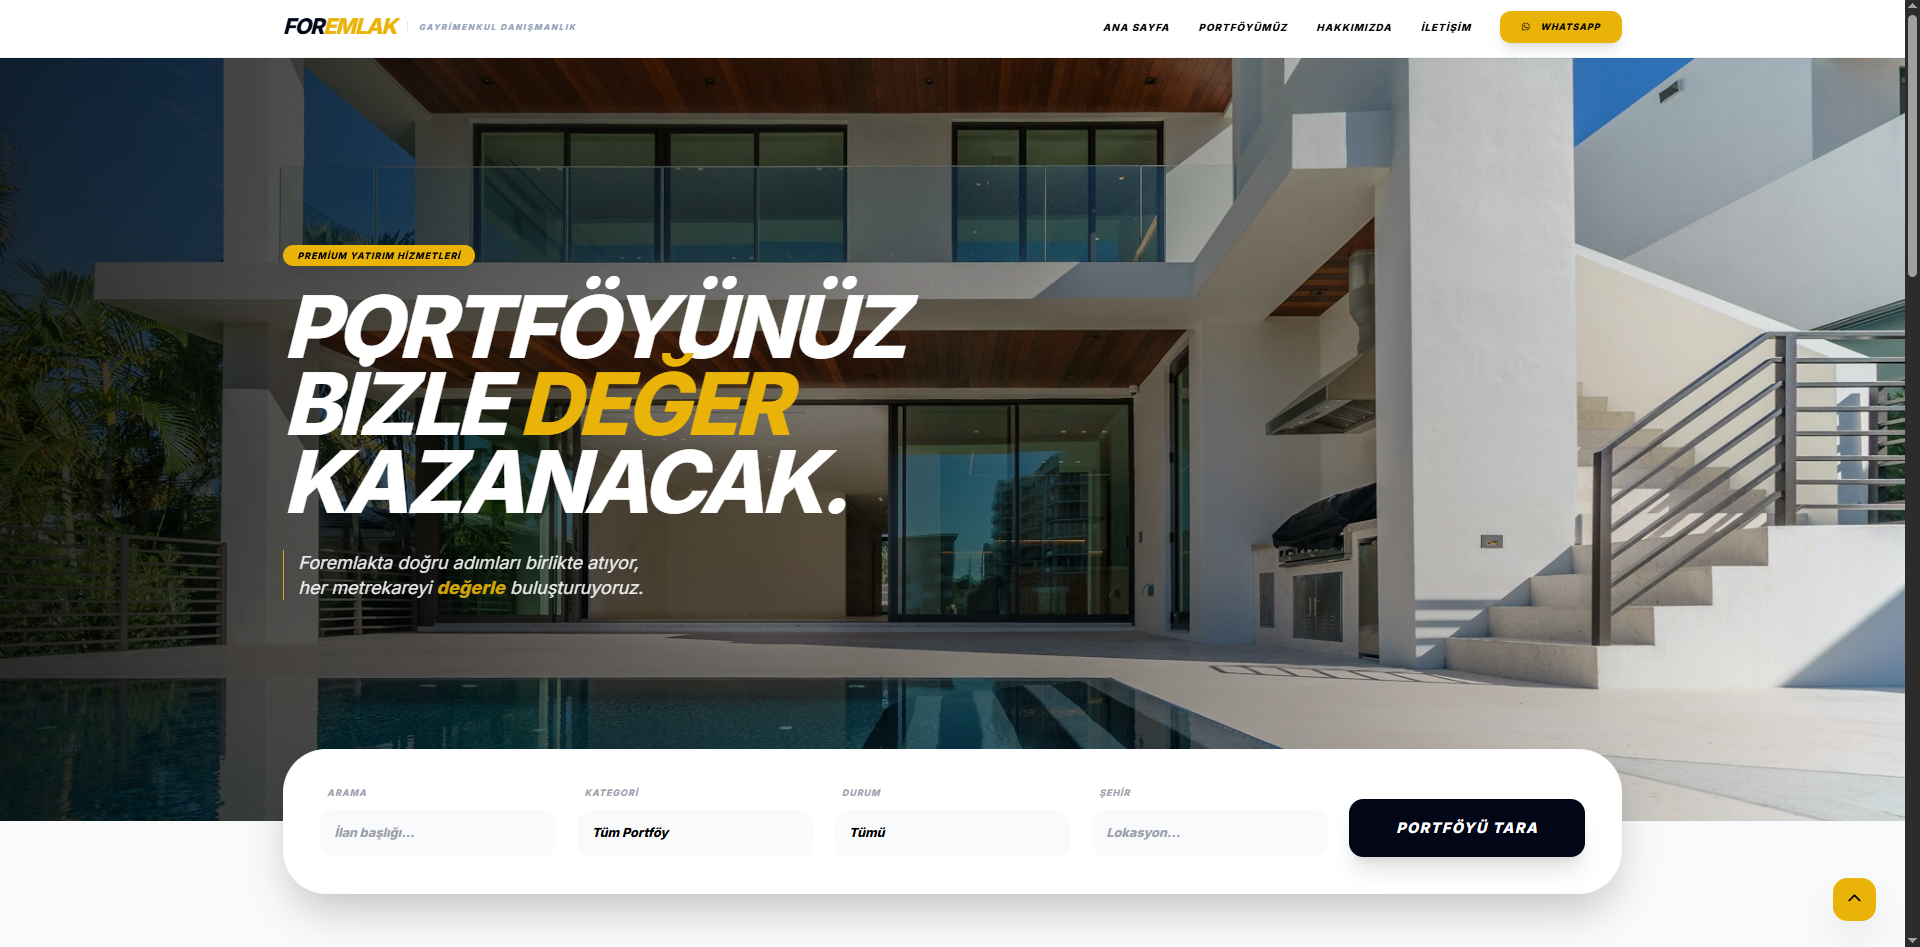 FOREMLAK
GAYRİMENKUL DANIŞMANLIK
ANA SAYFA
PORTFÖYÜMÜZ
HAKKIMIZDA
İLETİŞİM
WHATSAPP
PREMİUM YATIRIM HİZMETLERİ
PORTFÖYÜNÜZ
BİZLE DEĞER
KAZANACAK.
Foremlakta doğru adımları birlikte atıyor,
her metrekareyi değerle buluşturuyoruz.
ARAMA
KATEGORİ
DURUM
ŞEHİR
İlan başlığı...
Tüm Portföy
Tümü
Lokasyon...
PORTFÖYÜ TARA